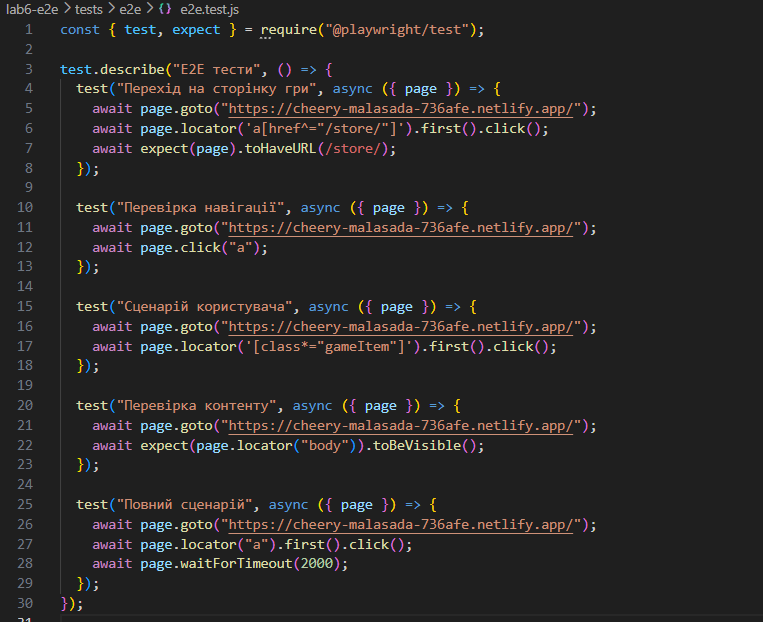 lab6-e2e > tests > e2e > {} e2e.test.js
1 const { test, expect } = require("@playwright/test");
2
3 test.describe("E2E тести", () => {
4 test("Перехід на сторінку гри", async ({ page }) => {
5 await page.goto("https://cheery-malasada-736afe.netlify.app/");
6 await page.locator('a[href^="/store/"]').first().click();
7 await expect(page).toHaveURL(/store/);
8 });
9
10 test("Перевірка навігації", async ({ page }) => {
11 await page.goto("https://cheery-malasada-736afe.netlify.app/");
12 await page.click("a");
13 });
14
15 test("Сценарій користувача", async ({ page }) => {
16 await page.goto("https://cheery-malasada-736afe.netlify.app/");
17 await page.locator('[class*="gameItem"]').first().click();
18 });
19
20 test("Перевірка контенту", async ({ page }) => {
21 await page.goto("https://cheery-malasada-736afe.netlify.app/");
22 await expect(page.locator("body")).toBeVisible();
23 });
24
25 test("Повний сценарій", async ({ page }) => {
26 await page.goto("https://cheery-malasada-736afe.netlify.app/");
27 await page.locator("a").first().click();
28 await page.waitForTimeout(2000);
29 });
30 });
31